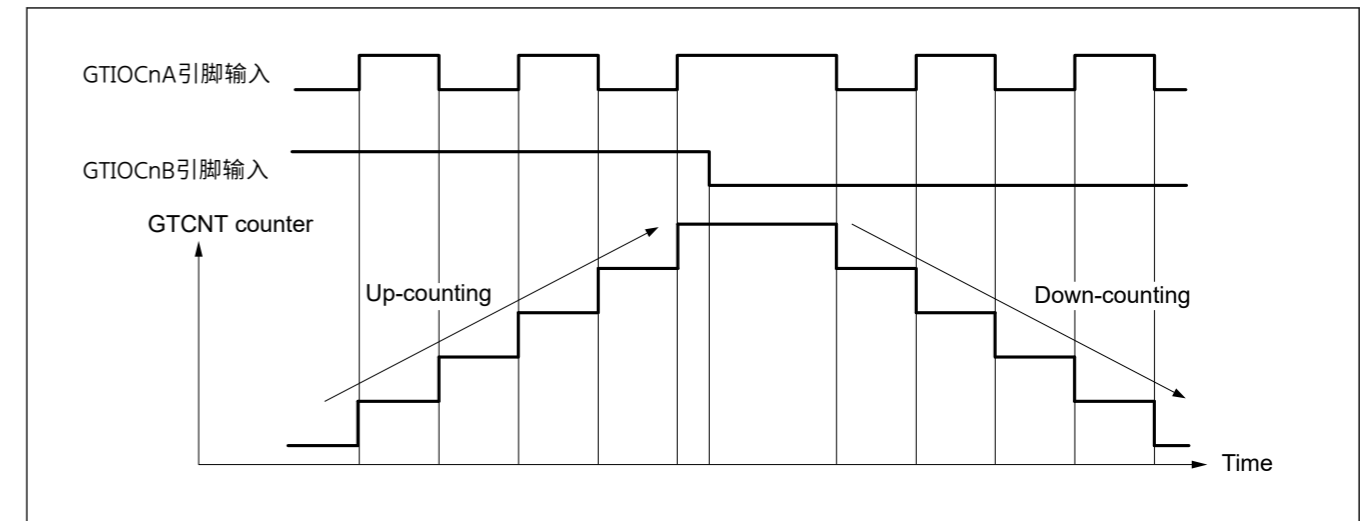 GTIOCnA引脚输入
GTIOCnB引脚输入
GTCNT counter
Up-counting
Down-counting
Time